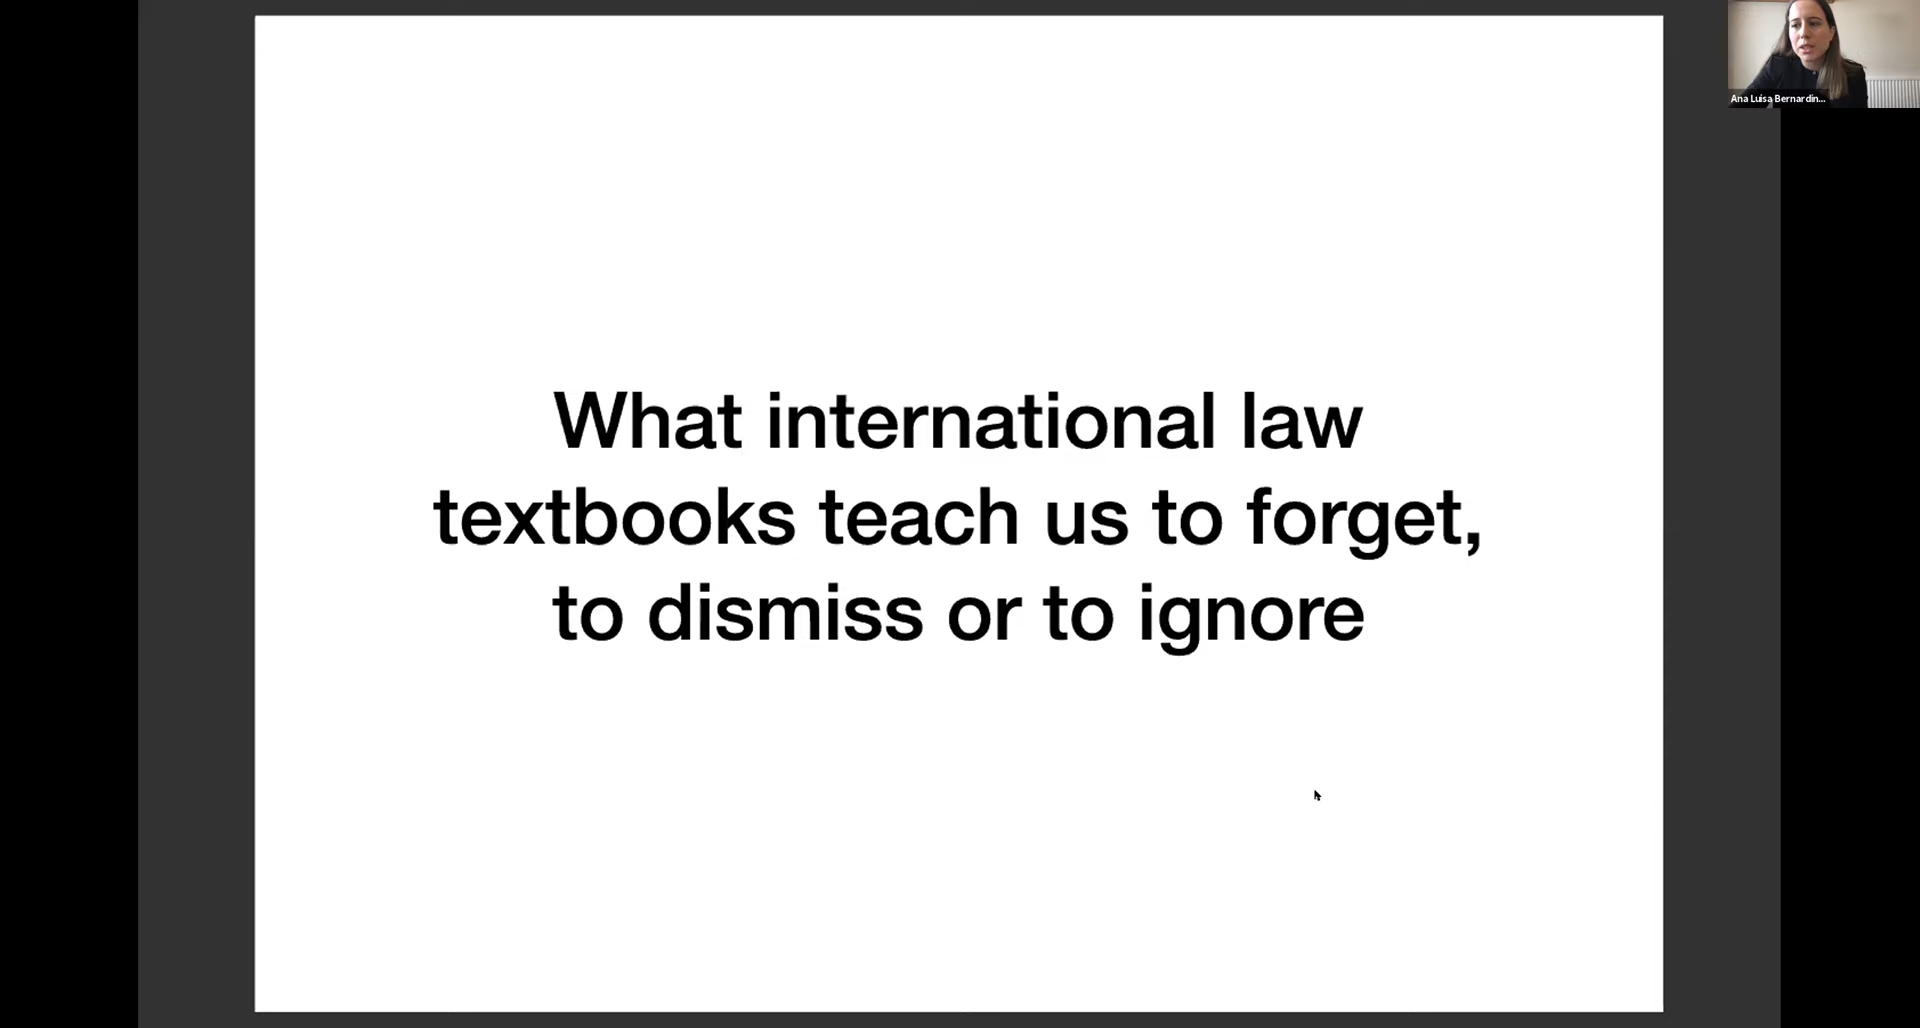 Ana Luisa Bernardin...
What international law
textbooks teach us to forget,
to dismiss or to ignore